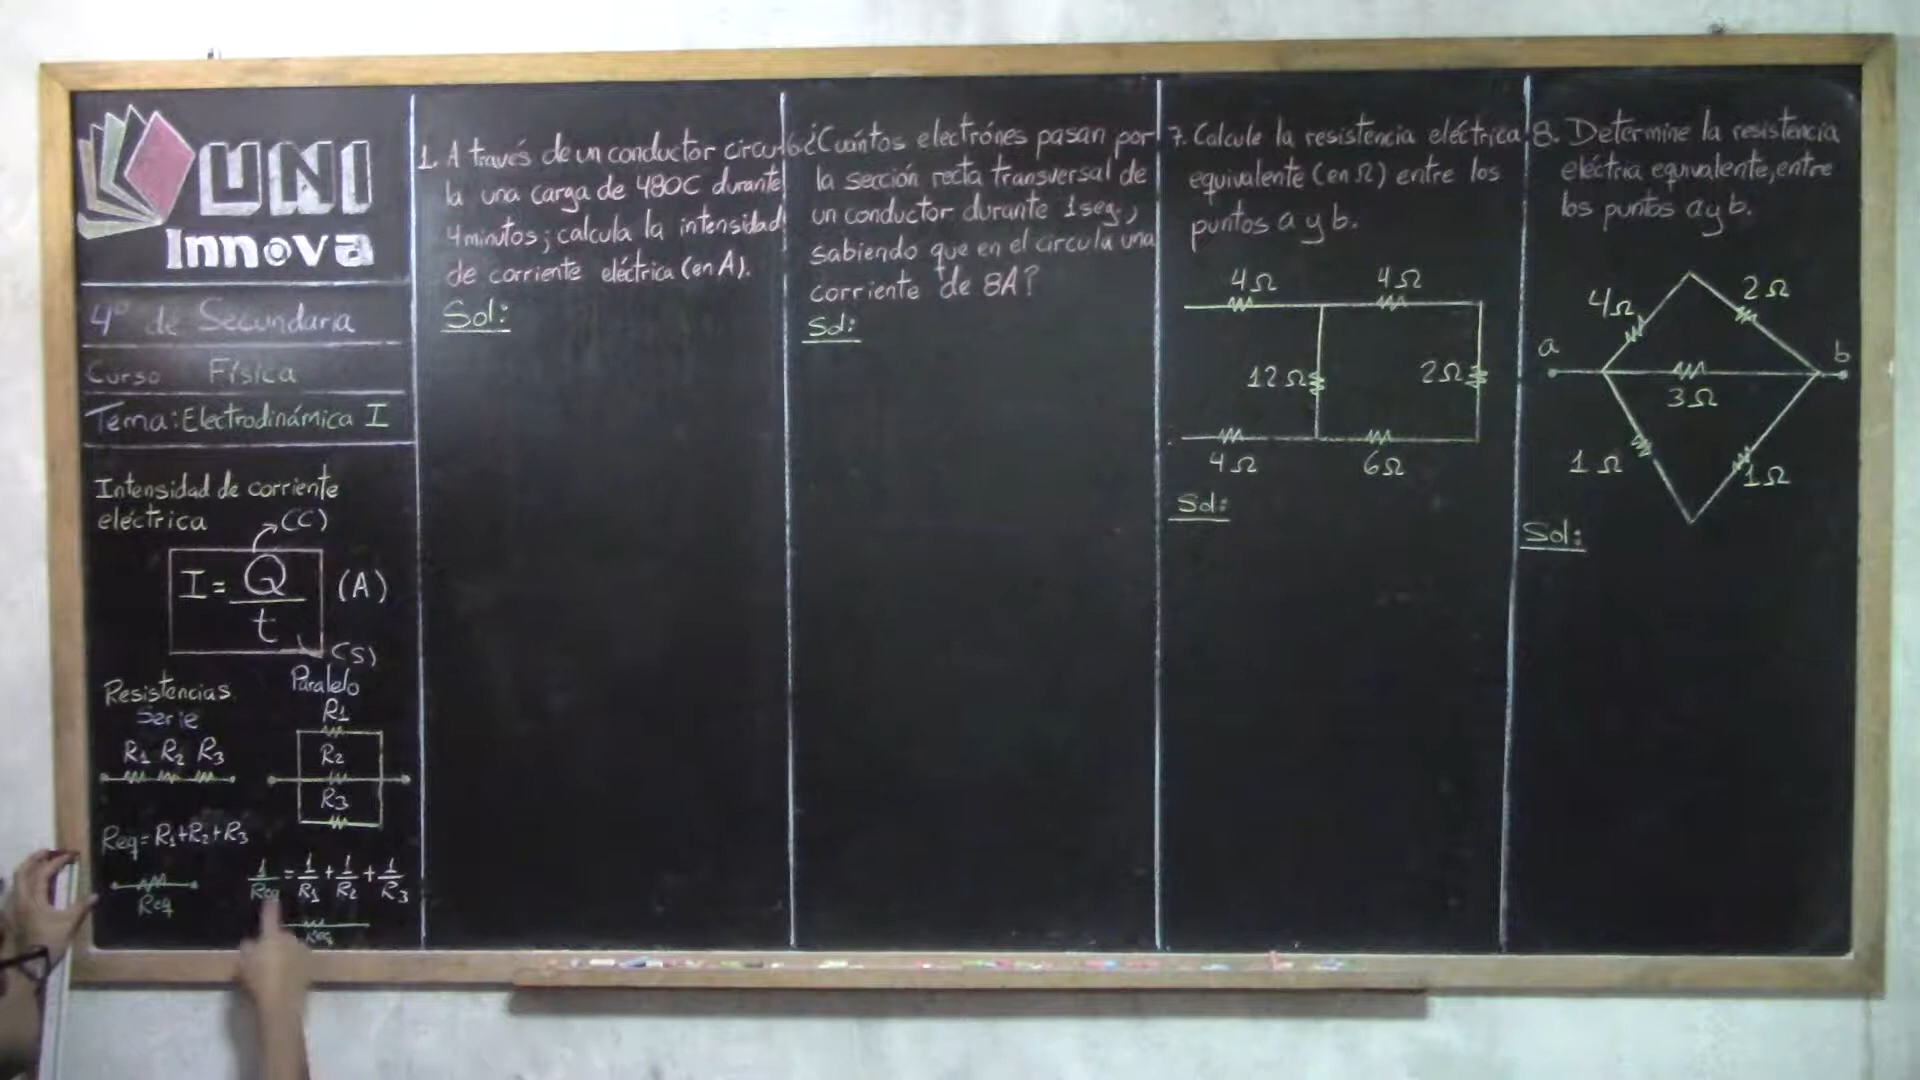 UNI
Innova
4° de Secundaria
Curso Física
Tema: Electrodinámica I
Intensidad de corriente
eléctrica
(C)
I = Q / t (A)
(S)
Resistencias
Serie
R1 R2 R3
Req = R1+R2+R3
Req
Paralelo
R1
R2
R3
1/Req = 1/R1 + 1/R2 + 1/R3
Req
1. A través de un conductor circu
la una carga de 480C durante
4 minutos; calcula la intensidad
de corriente eléctrica (en A).
Sol:
6 ¿Cuántos electrónes pasan por
la sección recta transversal de
un conductor durante 1seg,
sabiendo que en el circula una
corriente de 8A?
Sol:
7. Calcule la resistencia eléctrica
equivalente (en Ω) entre los
puntos a y b.
4Ω 4Ω
12Ω 2Ω
4Ω 6Ω
Sol:
8. Determine la resistencia
eléctria equivalente, entre
los puntos a y b.
4Ω 2Ω
a b
3Ω
1Ω 1Ω
Sol: